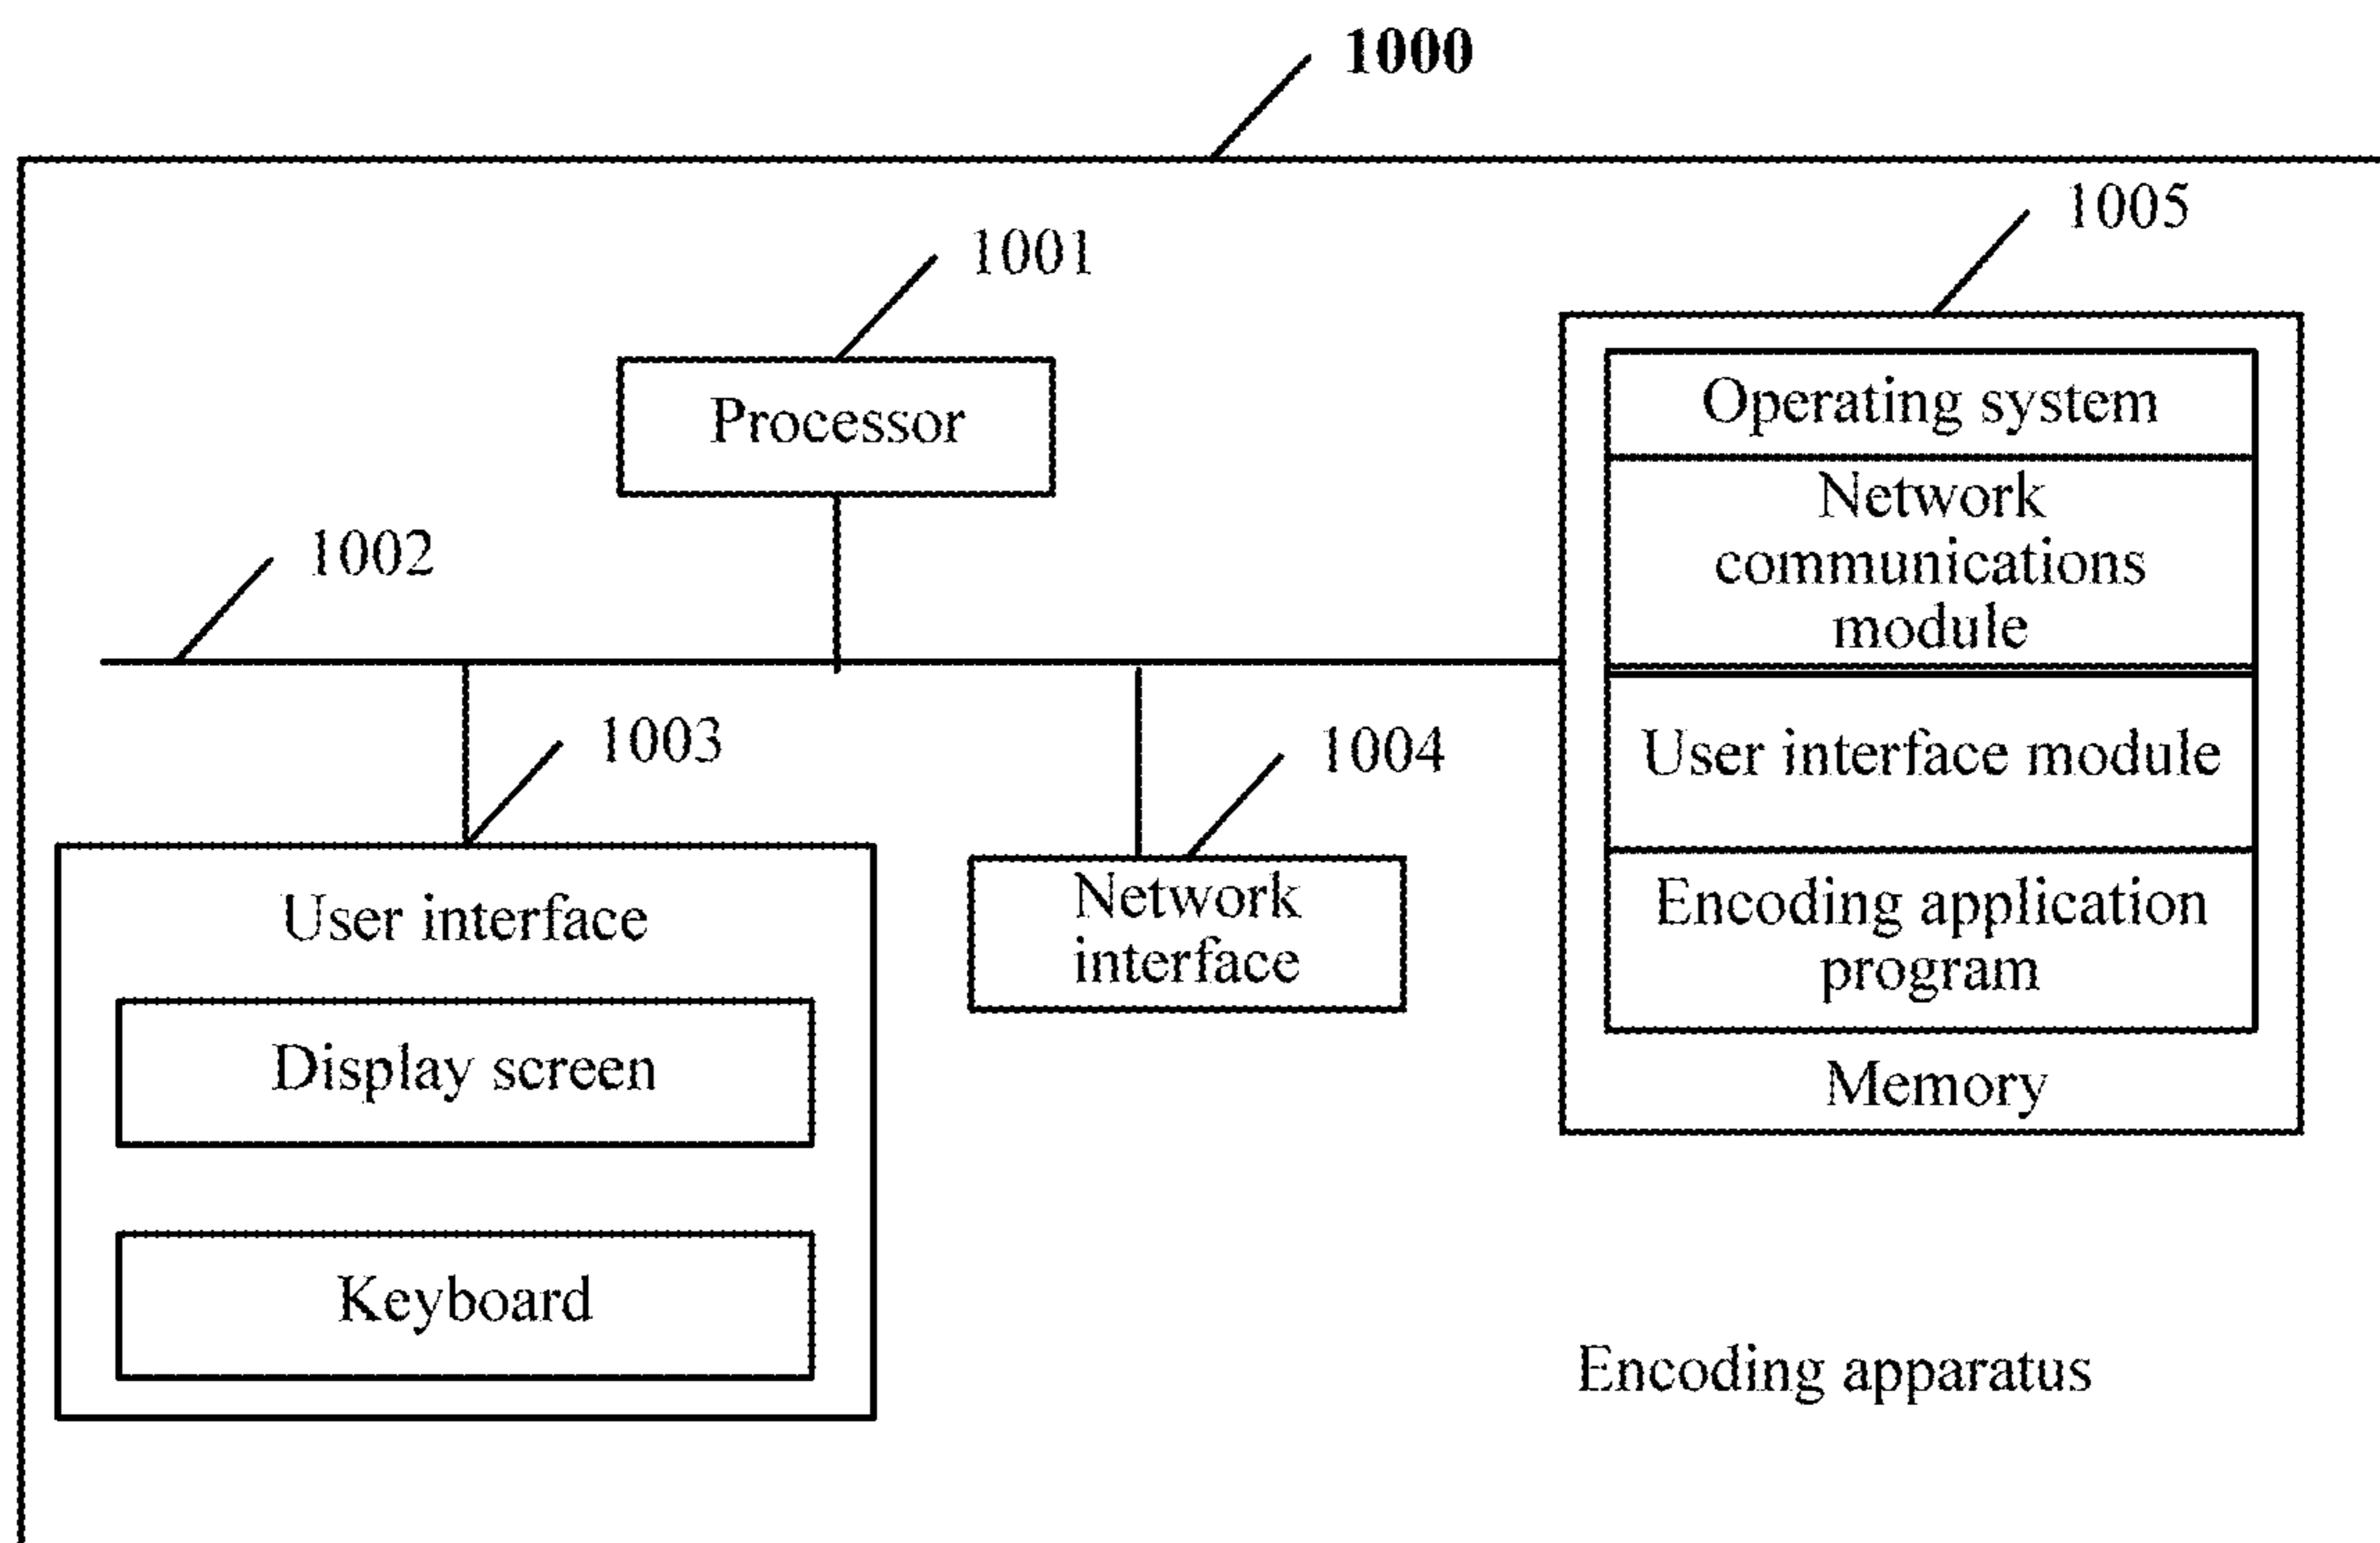 1000
1005
1001
Processor
Operating system
Network
communications
module
1002
User interface module
1003
1004
Encoding application
program
Memory
User interface
Network
interface
Display screen
Keyboard
Encoding apparatus